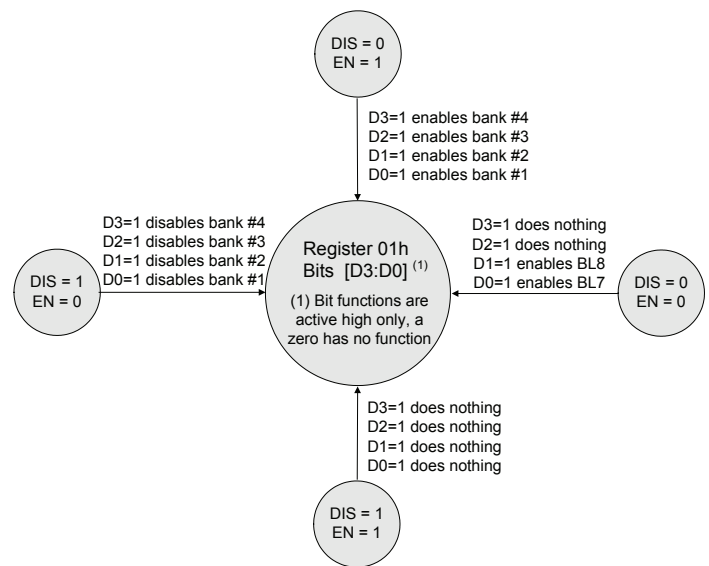 DIS = 0
EN = 1
D3=1 enables bank #4
D2=1 enables bank #3
D1=1 enables bank #2
D0=1 enables bank #1
D3=1 disables bank #4
D2=1 disables bank #3
D1=1 disables bank #2
D0=1 disables bank #1
DIS = 1
EN = 0
Register 01h
Bits [D3:D0] (1)
(1) Bit functions are
active high only, a
zero has no function
D3=1 does nothing
D2=1 does nothing
D1=1 enables BL8
D0=1 enables BL7
DIS = 0
EN = 0
D3=1 does nothing
D2=1 does nothing
D1=1 does nothing
D0=1 does nothing
DIS = 1
EN = 1